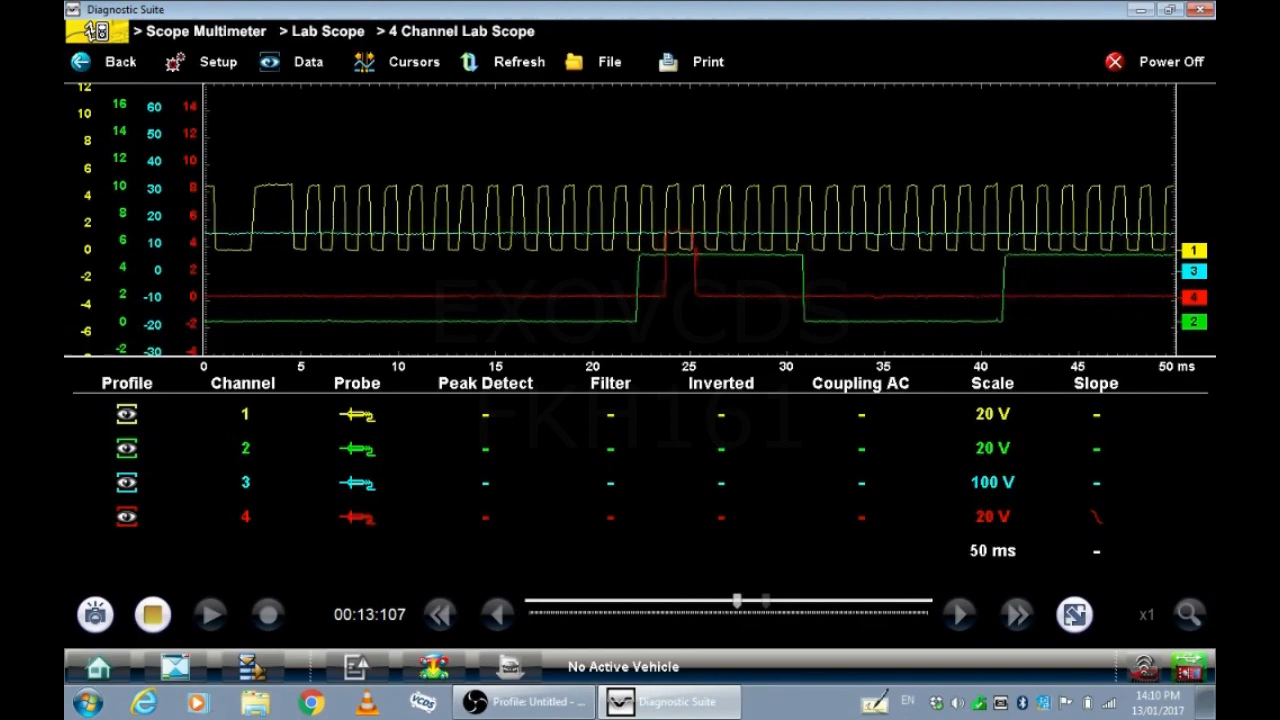 Diagnostic Suite
> Scope Multimeter > Lab Scope > 4 Channel Lab Scope
Back Setup Data Cursors Refresh File Print Power Off
12
16 60 14
10
14 50 12
8
12 40 10
6
10 30 8
4
8 20 6
2
6 10 4
0
4 0 2
-2
2 -10 0
-4
0 -20 -2
-6
-2 -30 -4
1
3
4
2
EXOVCDS
0 5 10 15 20 25 30 35 40 45 50 ms
Profile Channel Probe Peak Detect Filter Inverted Coupling AC Scale Slope
FKH161
1 - - - - 20 V -
2 - - - - 20 V -
3 - - - - 100 V -
4 - - - - 20 V
50 ms -
00:13:107 x1
No Active Vehicle
Profile: Untitled - ... Diagnostic Suite EN 14:10 PM
13/01/2017